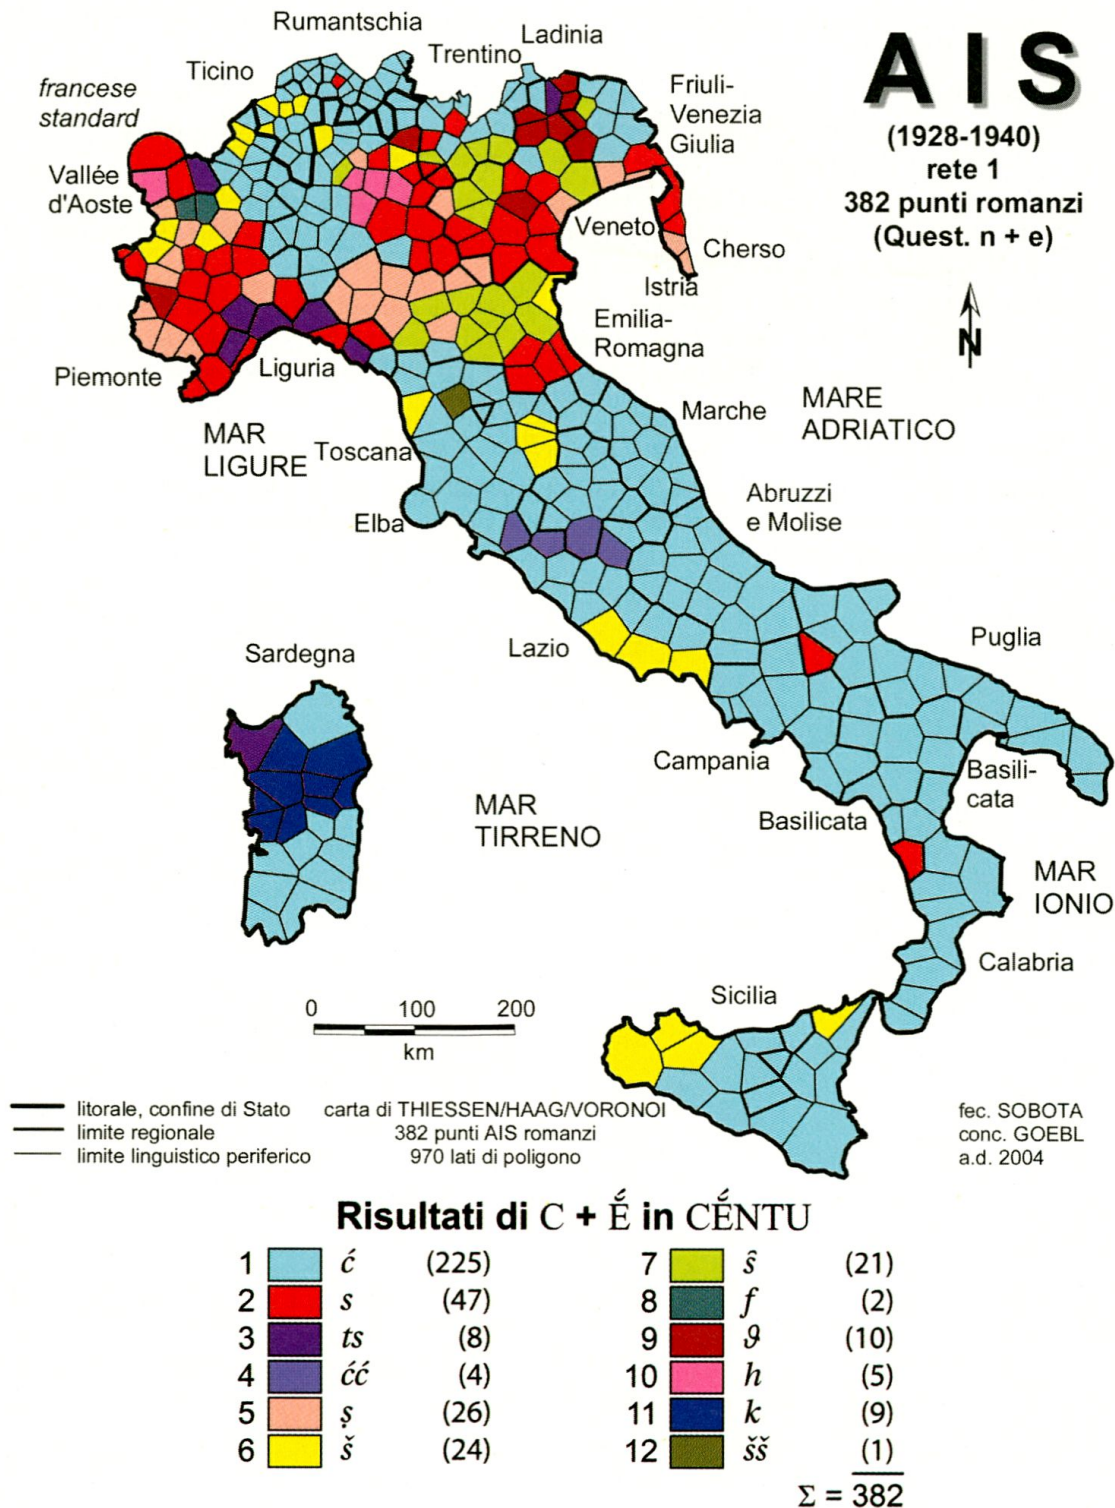 Rumantschia
Ladinia
Trentino
Ticino
francese
standard
Friuli-
Venezia
Giulia
AIS
(1928-1940)
rete 1
382 punti romanzi
(Quest. n + e)
Vallée
d'Aoste
Veneto
Cherso
Istria
N
Emilia-
Romagna
Piemonte
Liguria
MAR
LIGURE
Toscana
Marche
MARE
ADRIATICO
Elba
Abruzzi
e Molise
Lazio
Puglia
Sardegna
Campania
Basili-
cata
Basilicata
MAR
TIRRENO
MAR
IONIO
Calabria
Sicilia
0 100 200
km
litorale, confine di Stato
limite regionale
limite linguistico periferico
carta di THIESSEN/HAAG/VORONOI
382 punti AIS romanzi
970 lati di poligono
fec. SOBOTA
conc. GOEBL
a.d. 2004
Risultati di C + É̆ in CÉ̆NTU
1 ć (225)
2 s (47)
3 ts (8)
4 ćć (4)
5 ṣ (26)
6 š (24)
7 ŝ (21)
8 f (2)
9 ϑ (10)
10 h (5)
11 k (9)
12 šš (1)
Σ = 382